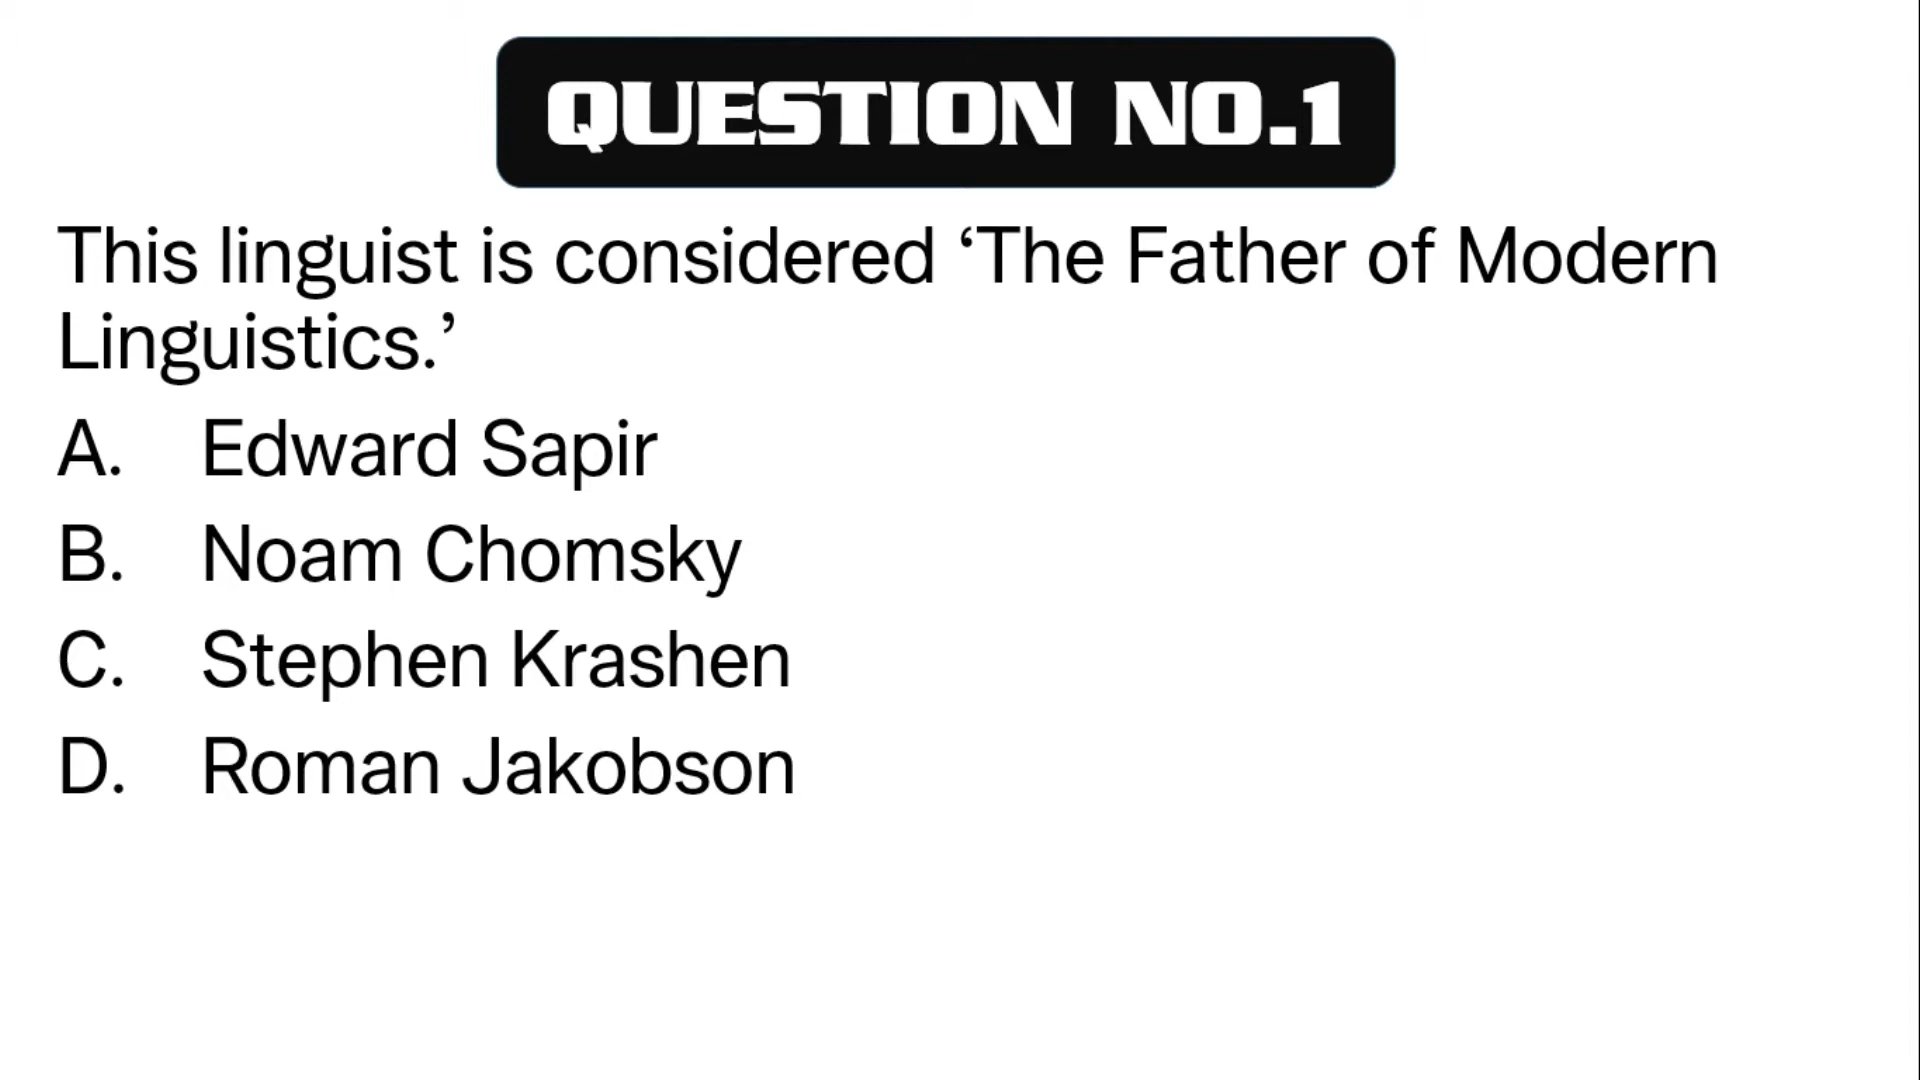 QUESTION NO.1
This linguist is considered ‘The Father of Modern
Linguistics.’
A. Edward Sapir
B. Noam Chomsky
C. Stephen Krashen
D. Roman Jakobson